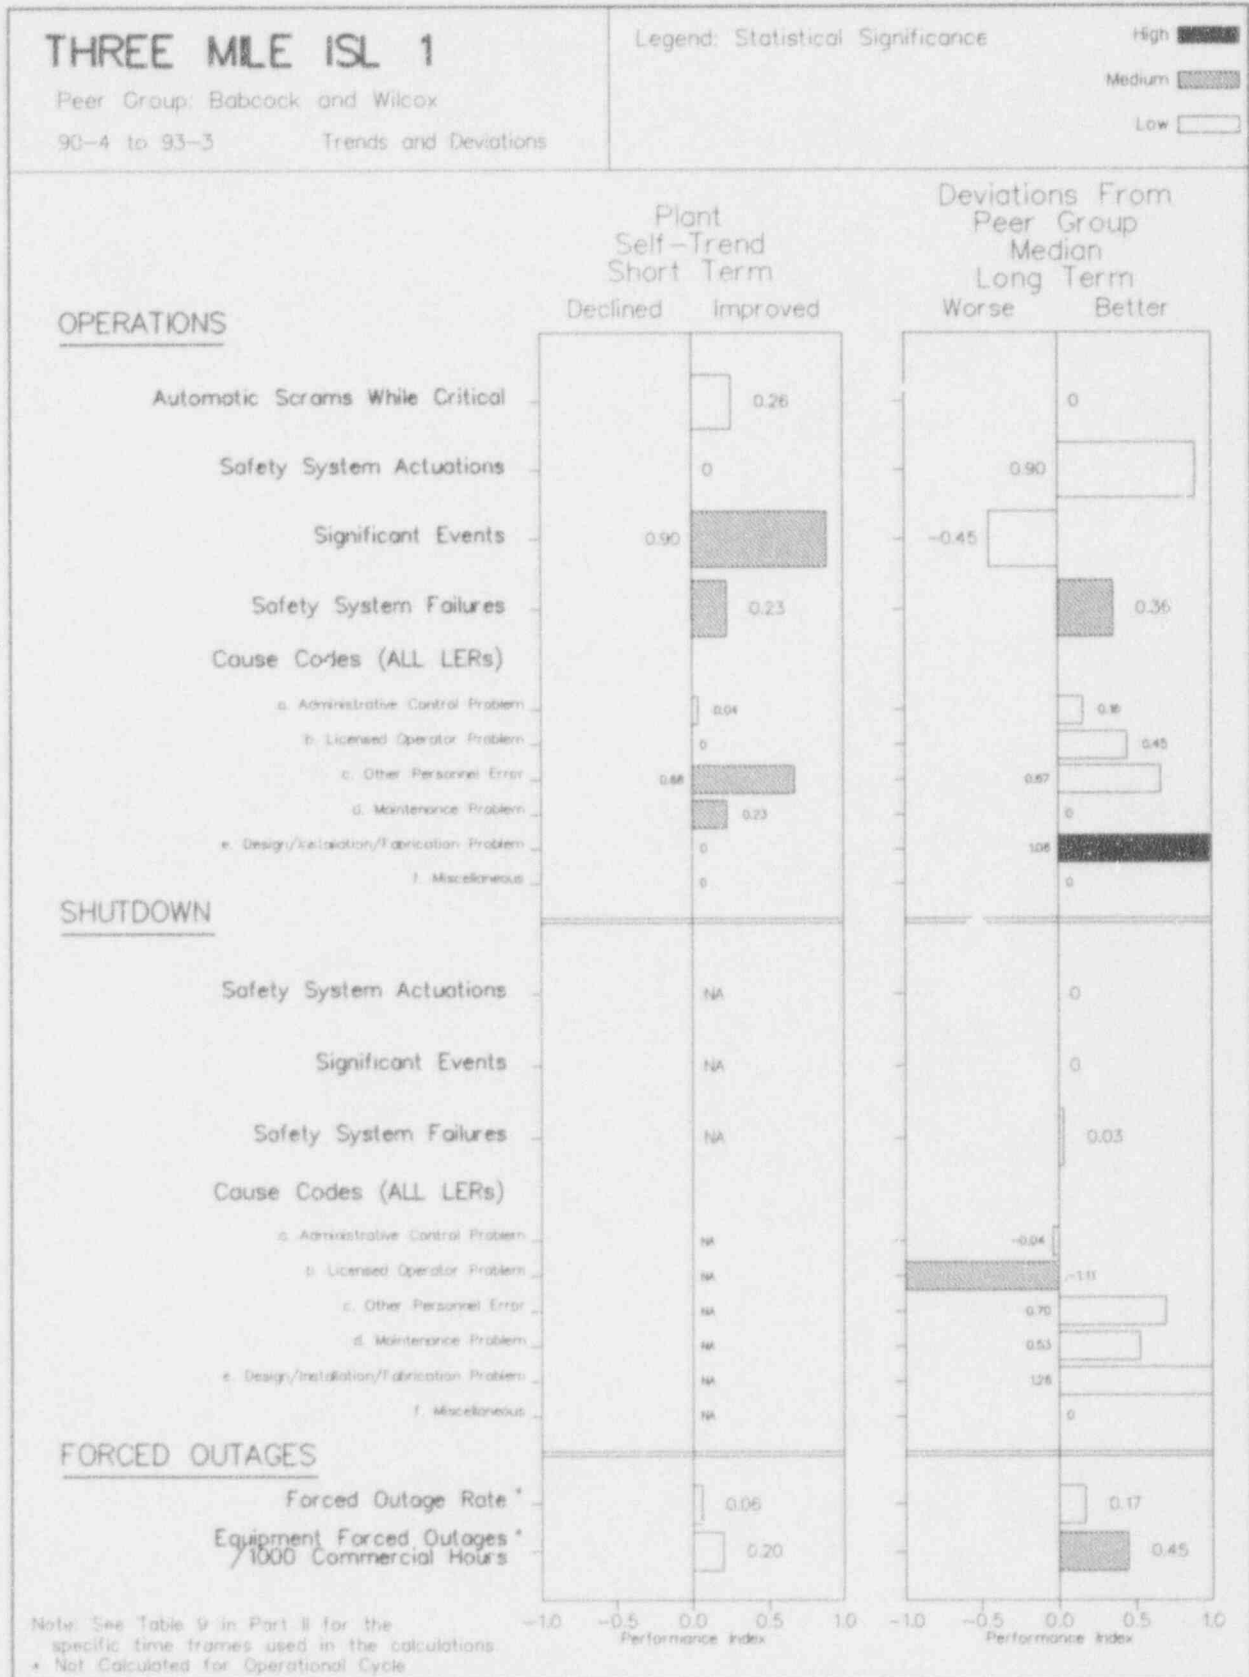 THREE MILE ISL 1
Peer Group: Babcock and Wilcox
90-4 to 93-3 Trends and Deviations
Legend: Statistical Significance
High
Medium
Low
Plant
Self-Trend
Short Term
Declined Improved
Deviations From
Peer Group
Median
Long Term
Worse Better
OPERATIONS
Automatic Scrams While Critical 0.26 0
Safety System Actuations 0 0.90
Significant Events 0.90 -0.45
Safety System Failures 0.23 0.36
Cause Codes (ALL LERs)
a. Administrative Control Problem 0.04 0.16
b. Licensed Operator Problem 0 0.45
c. Other Personnel Error 0.68 0.67
d. Maintenance Problem 0.23 0
e. Design/Installation/Fabrication Problem 0 1.06
f. Miscellaneous 0 0
SHUTDOWN
Safety System Actuations NA 0
Significant Events NA 0
Safety System Failures NA 0.03
Cause Codes (ALL LERs)
a. Administrative Control Problem NA -0.04
b. Licensed Operator Problem NA -1.11
c. Other Personnel Error NA 0.70
d. Maintenance Problem NA 0.53
e. Design/Installation/Fabrication Problem NA 1.26
f. Miscellaneous NA 0
FORCED OUTAGES
Forced Outage Rate * 0.06 0.17
Equipment Forced Outages *
/1000 Commercial Hours 0.20 0.45
-1.0 -0.5 0.0 0.5 1.0
Performance Index
-1.0 -0.5 0.0 0.5 1.0
Performance Index
Note: See Table 9 in Part II for the
specific time frames used in the calculations.
* Not Calculated for Operational Cycle